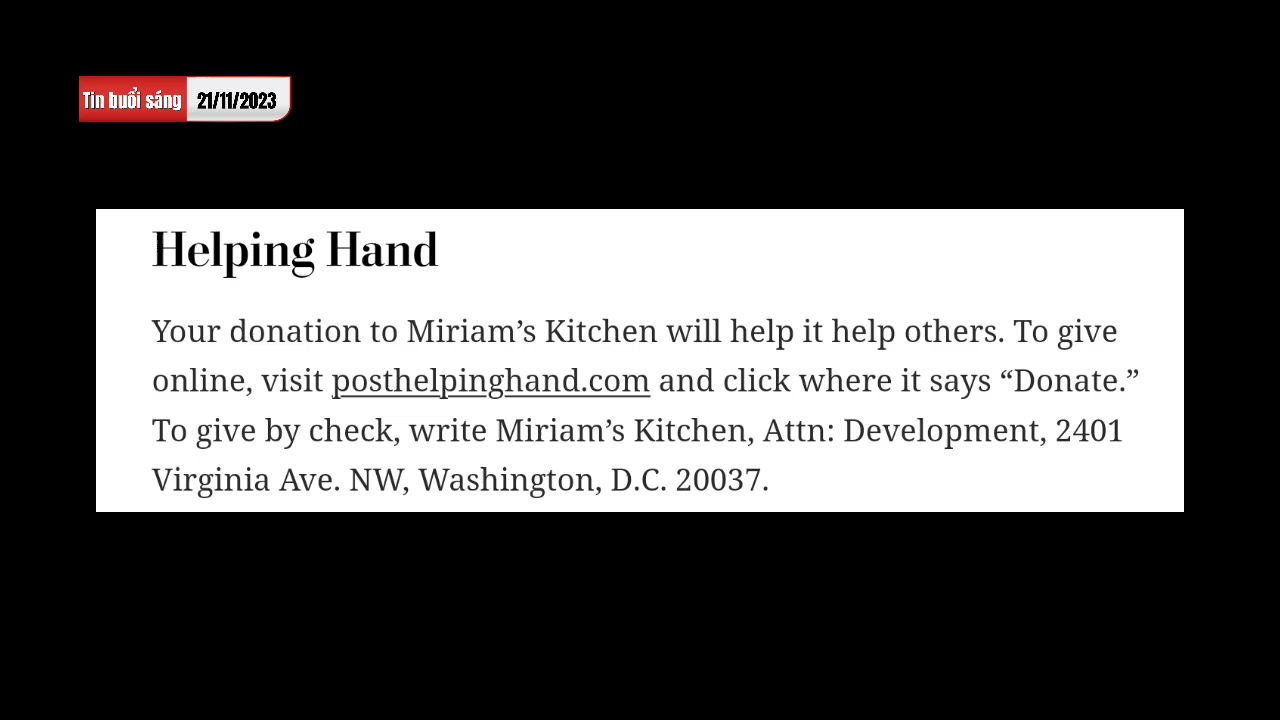 Tin buổi sáng 21/11/2023
Helping Hand
Your donation to Miriam’s Kitchen will help it help others. To give
online, visit posthelpinghand.com and click where it says “Donate.”
To give by check, write Miriam’s Kitchen, Attn: Development, 2401
Virginia Ave. NW, Washington, D.C. 20037.